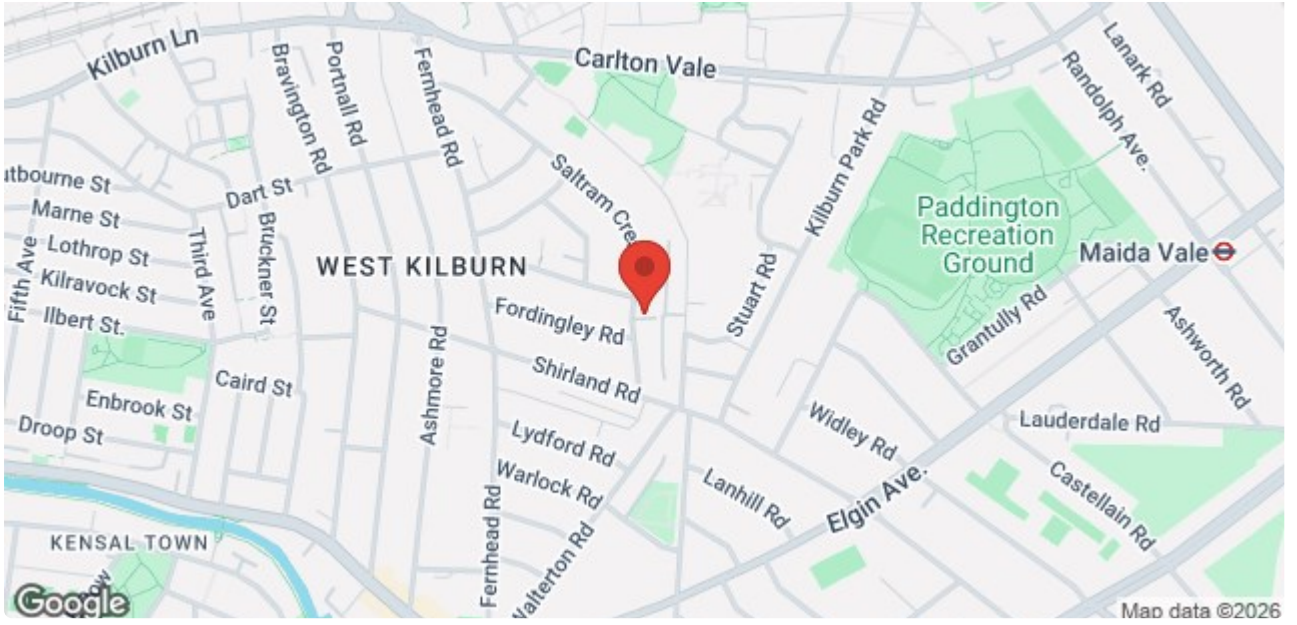 Kilburn Ln
Bravington Rd
Portnall Rd
Fernhead Rd
Carlton Vale
Lanark Rd
Randolph Ave.
Kilburn Park Rd
Saltram Cre
Dart St
Marne St
Lothrop St
Kilravock St
Ilbert St.
Fifth Ave
Third Ave
Bruckner St
WEST KILBURN
Paddington
Recreation
Ground
Maida Vale
Stuart Rd
Grantully Rd
Ashworth Rd
Fordingley Rd
Shirland Rd
Ashmore Rd
Caird St
Enbrook St
Droop St
Lydford Rd
Warlock Rd
Fernhead Rd
Walterton Rd
Lanhill Rd
Widley Rd
Elgin Ave.
Lauderdale Rd
Castellain Rd
KENSAL TOWN
Google
Map data ©2026